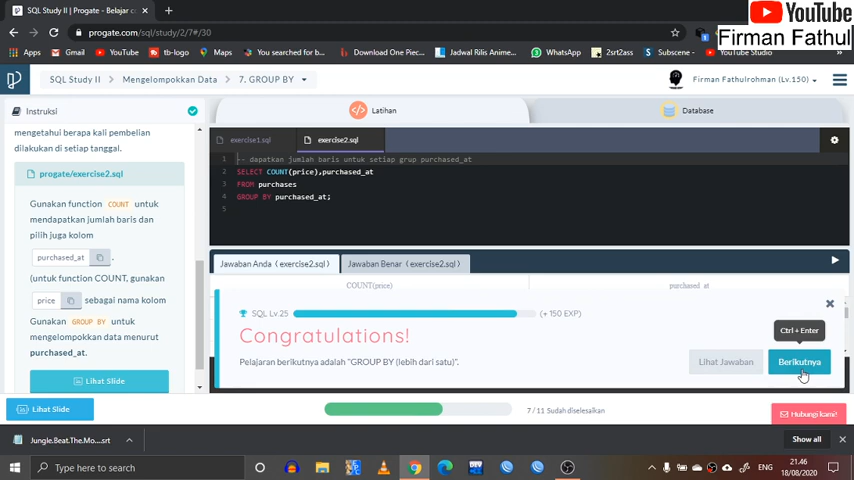 SQL Study II | Progate - Belajar c
YouTube
Firman Fathul
progate.com/sql/study/2/7#/30
Apps
Gmail
YouTube
tb-logo
Maps
You searched for b...
Download One Piec...
Jadwal Rilis Anime...
WhatsApp
2srt2ass
Subscene -
YouTube Mu
SQL Study II
Mengelompokkan Data
7. GROUP BY
Firman Fathulrohman (Lv.150)
Instruksi
Latihan
Database
mengetahui berapa kali pembelian
dilakukan di setiap tanggal.
progate/exercise2.sql
Gunakan function COUNT untuk
mendapatkan jumlah baris dan
pilih juga kolom
purchased_at .
(untuk function COUNT, gunakan
price sebagai nama kolom
Gunakan GROUP BY untuk
mengelompokkan data menurut
purchased_at.
Lihat Slide
exercise1.sql
exercise2.sql
1 -- dapatkan jumlah baris untuk setiap grup purchased_at
2 SELECT COUNT(price),purchased_at
3 FROM purchases
4 GROUP BY purchased_at;
5
Jawaban Anda (exercise2.sql)
Jawaban Benar (exercise2.sql)
COUNT(price)
purchased at
SQL Lv.25
(+ 150 EXP)
Congratulations!
Pelajaran berikutnya adalah "GROUP BY (lebih dari satu)".
Ctrl + Enter
Lihat Jawaban
Berikutnya
Lihat Slide
7 / 11 Sudah diselesaikan
Hubungi kami!
Jungle.Beat.The.Mo....srt
Show all
Type here to search
ENG
21.46
18/08/2020